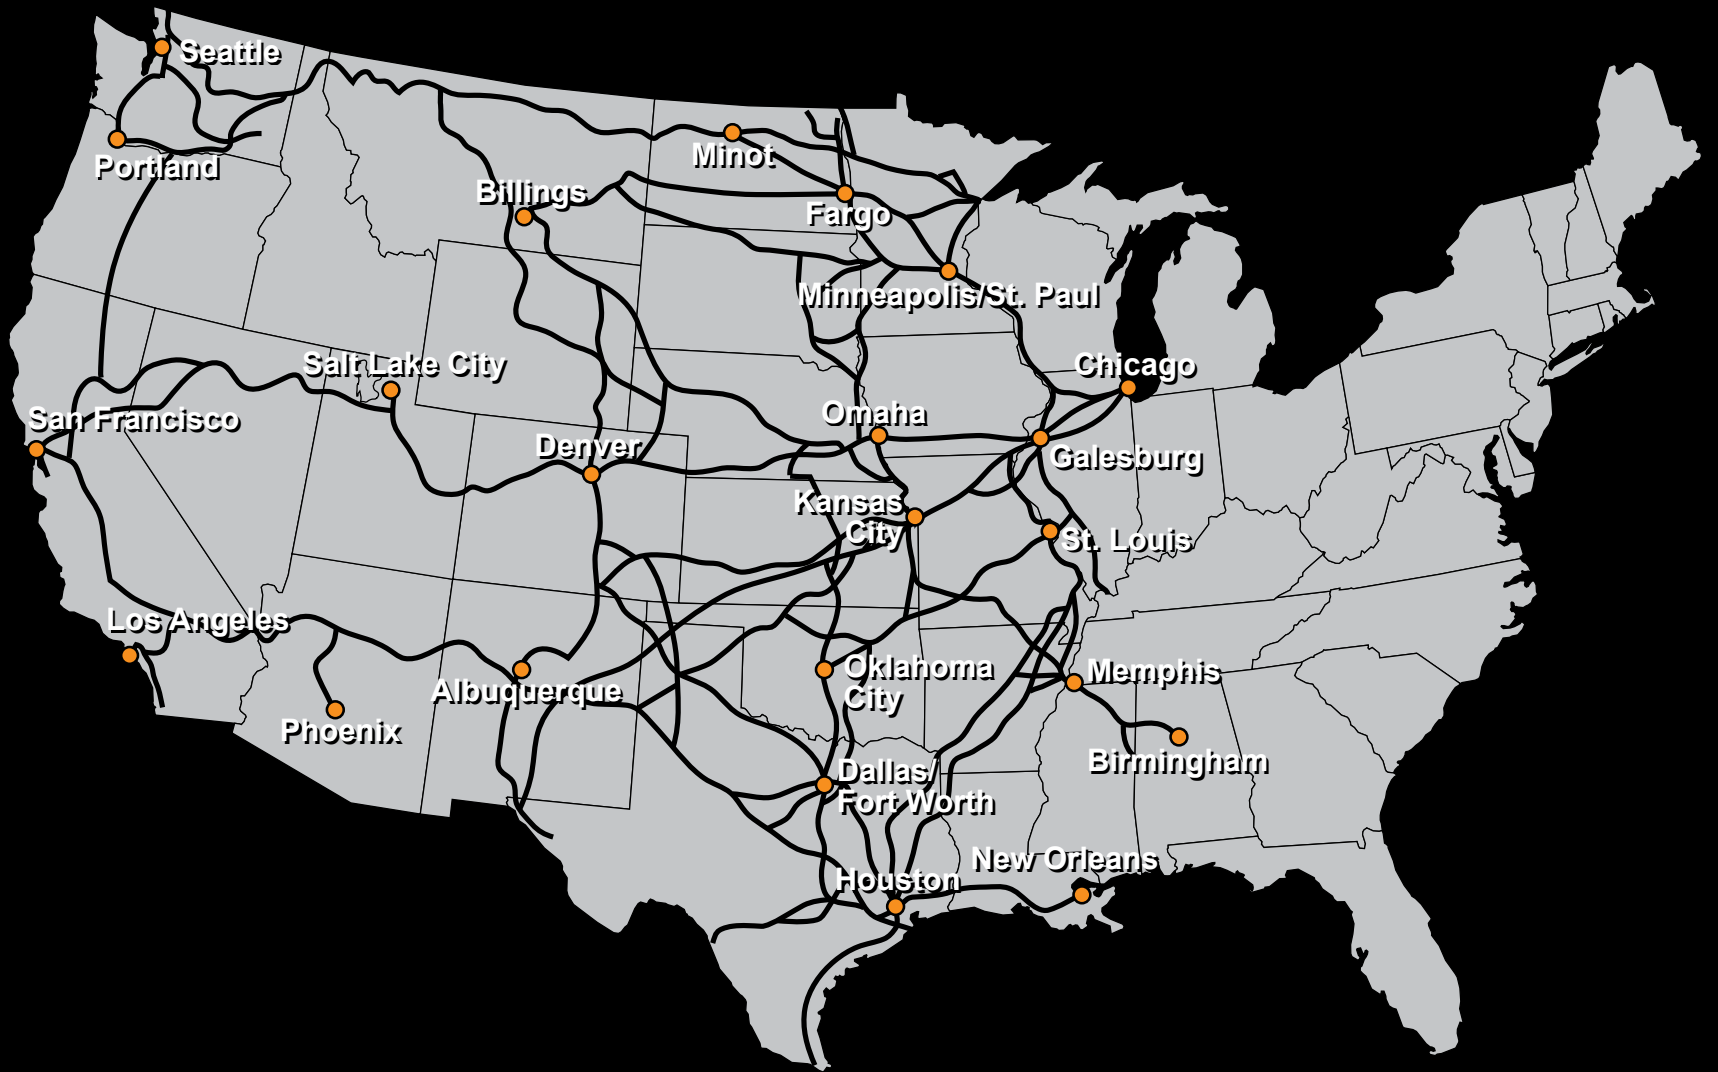 Seattle
Portland
Minot
Billings
Fargo
Minneapolis/St. Paul
Salt Lake City
Chicago
San Francisco
Omaha
Denver
Galesburg
Kansas
City
St. Louis
Los Angeles
Oklahoma
City
Memphis
Albuquerque
Phoenix
Birmingham
Dallas/
Fort Worth
New Orleans
Houston